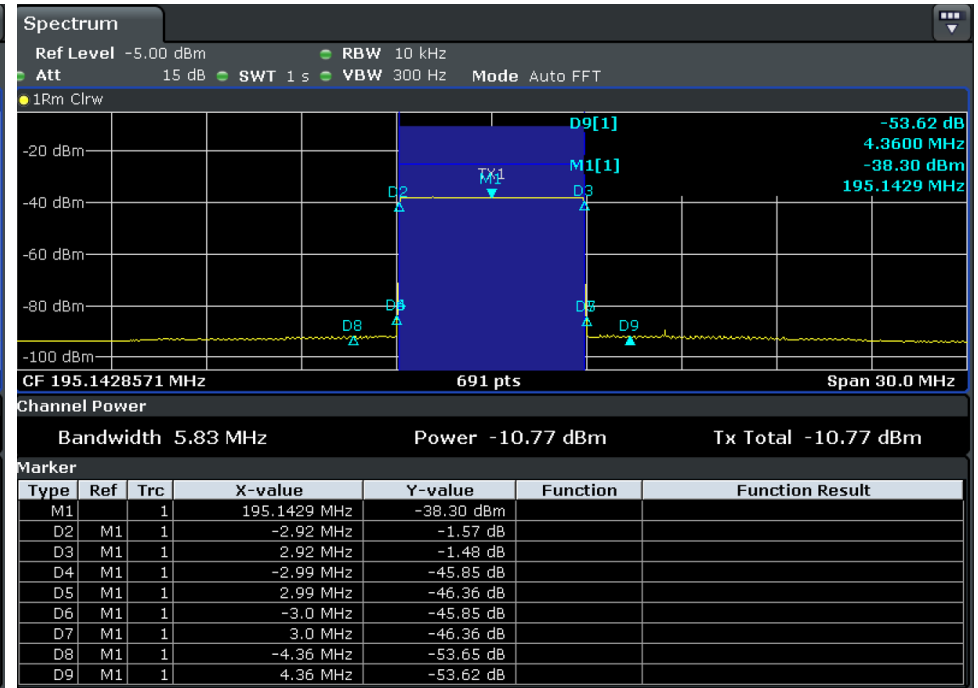 Spectrum
Ref Level -5.00 dBm RBW 10 kHz
Att 15 dB SWT 1 s VBW 300 Hz Mode Auto FFT
1Rm Clrw
D9[1] -53.62 dB
4.3600 MHz
M1[1] -38.30 dBm
195.1429 MHz
-20 dBm
TX1
M1
D2 D3
-40 dBm
-60 dBm
-80 dBm
D8 D9
-100 dBm
CF 195.1428571 MHz 691 pts Span 30.0 MHz
Channel Power
Bandwidth 5.83 MHz Power -10.77 dBm Tx Total -10.77 dBm
Marker
Type Ref Trc X-value Y-value Function Function Result
M1 1 195.1429 MHz -38.30 dBm
D2 M1 1 -2.92 MHz -1.57 dB
D3 M1 1 2.92 MHz -1.48 dB
D4 M1 1 -2.99 MHz -45.85 dB
D5 M1 1 2.99 MHz -46.36 dB
D6 M1 1 -3.0 MHz -45.85 dB
D7 M1 1 3.0 MHz -46.36 dB
D8 M1 1 -4.36 MHz -53.65 dB
D9 M1 1 4.36 MHz -53.62 dB